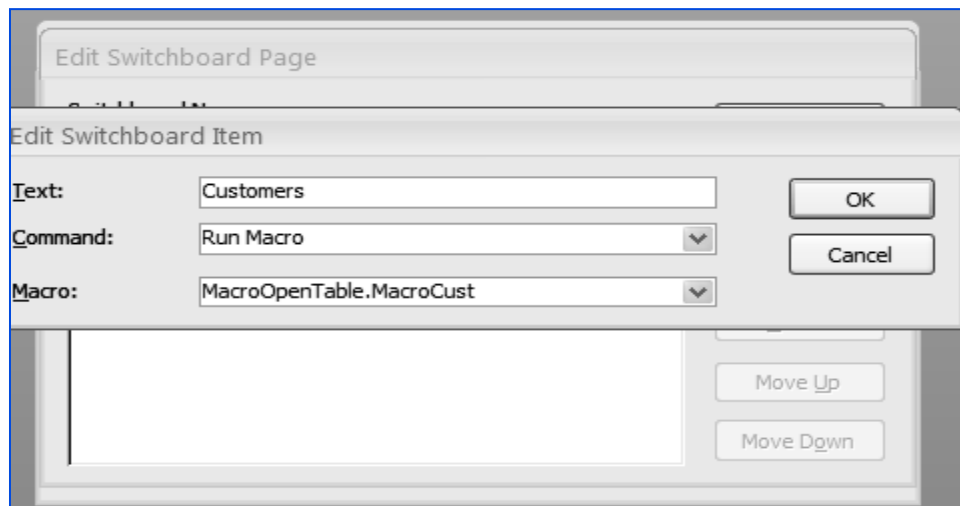 Edit Switchboard Page
Edit Switchboard Item
Text:
Customers
OK
Command:
Run Macro
Cancel
Macro:
MacroOpenTable.MacroCust
Move Up
Move Down